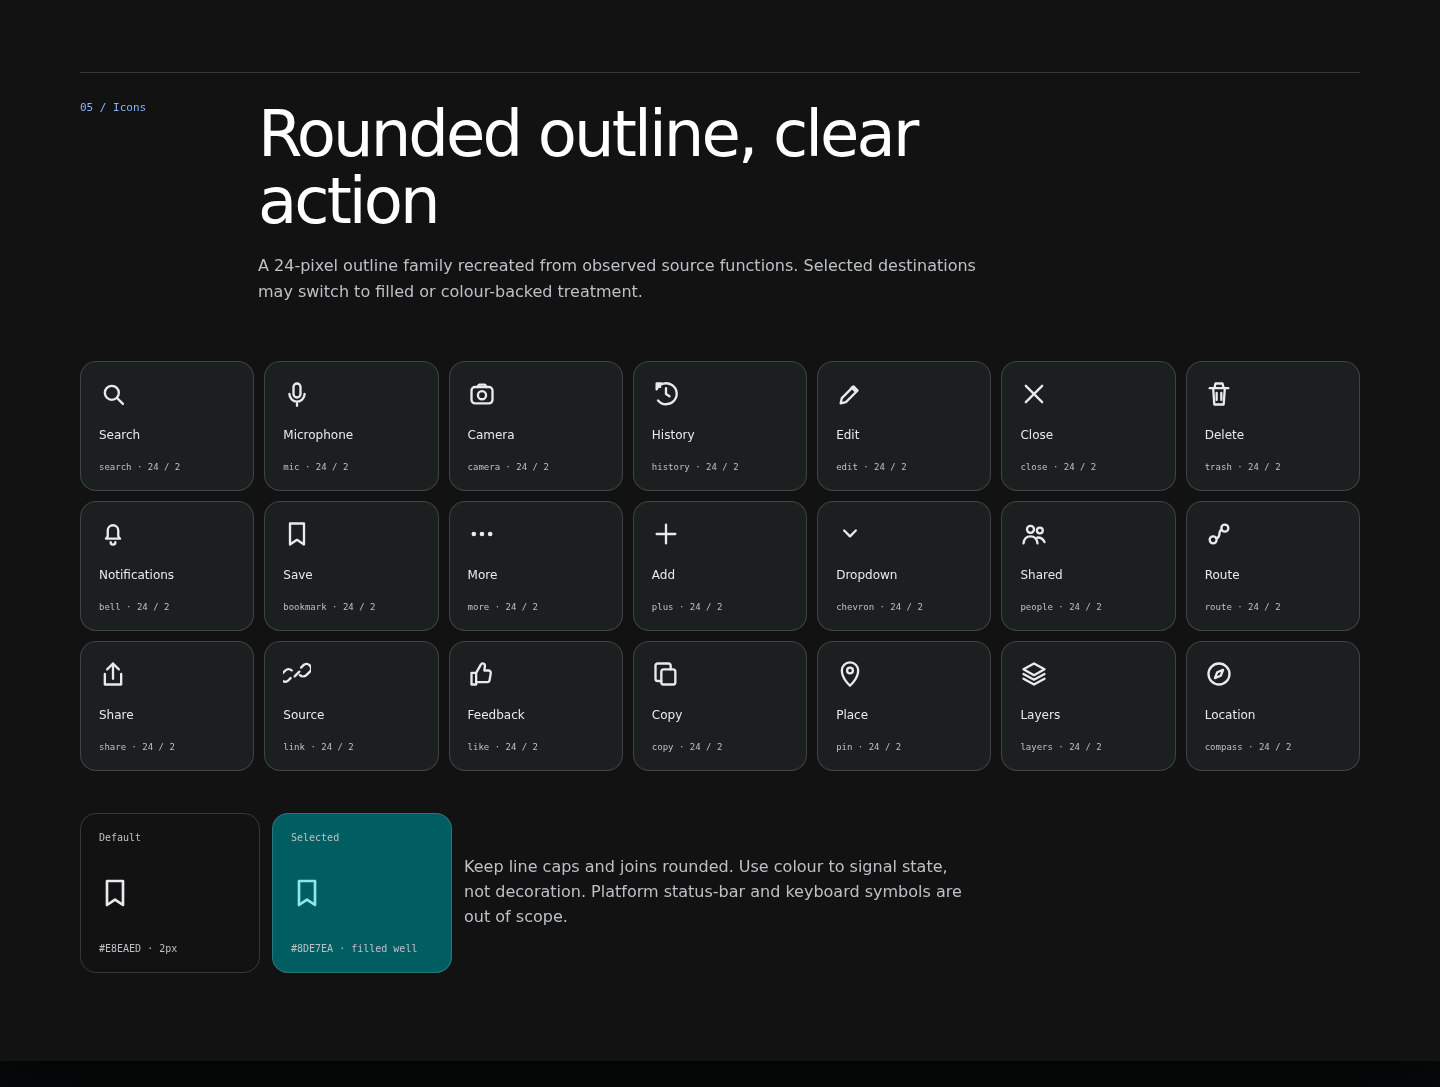 05 / Icons
Rounded outline, clear
action
A 24-pixel outline family recreated from observed source functions. Selected destinations
may switch to filled or colour-backed treatment.
Search
search · 24 / 2
Microphone
mic · 24 / 2
Camera
camera · 24 / 2
History
history · 24 / 2
Edit
edit · 24 / 2
Close
close · 24 / 2
Delete
trash · 24 / 2
Notifications
bell · 24 / 2
Save
bookmark · 24 / 2
More
more · 24 / 2
Add
plus · 24 / 2
Dropdown
chevron · 24 / 2
Shared
people · 24 / 2
Route
route · 24 / 2
Share
share · 24 / 2
Source
link · 24 / 2
Feedback
like · 24 / 2
Copy
copy · 24 / 2
Place
pin · 24 / 2
Layers
layers · 24 / 2
Location
compass · 24 / 2
Default
#E8EAED · 2px
Selected
#8DE7EA · filled well
Keep line caps and joins rounded. Use colour to signal state,
not decoration. Platform status-bar and keyboard symbols are
out of scope.